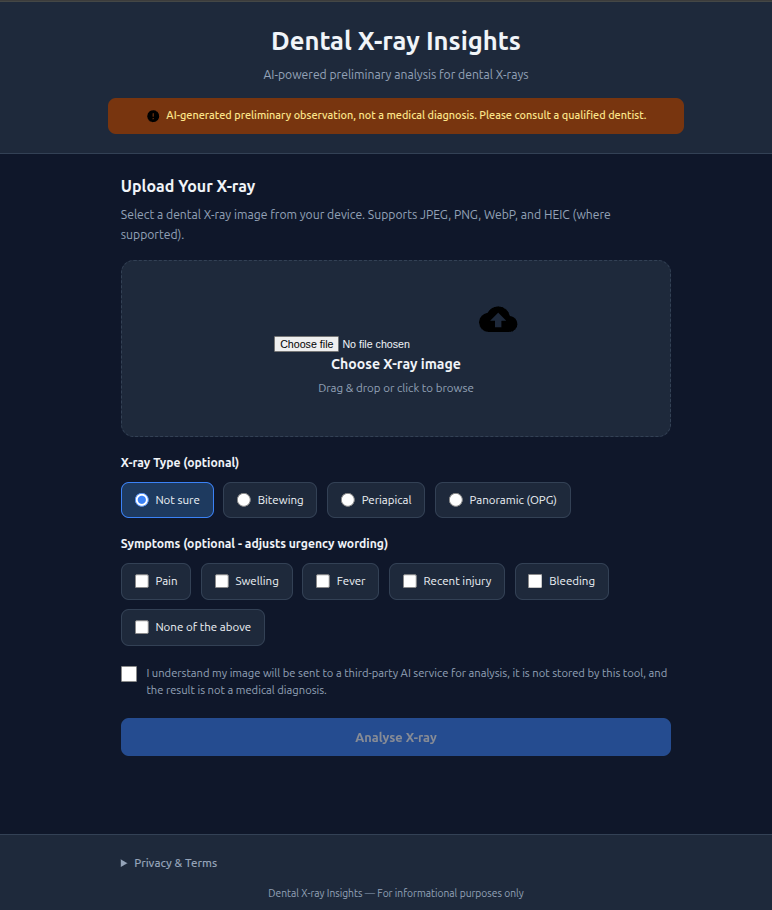 Dental X-ray Insights
AI-powered preliminary analysis for dental X-rays
AI-generated preliminary observation, not a medical diagnosis. Please consult a qualified dentist.
Upload Your X-ray
Select a dental X-ray image from your device. Supports JPEG, PNG, WebP, and HEIC (where
supported).
Choose file No file chosen
Choose X-ray image
Drag & drop or click to browse
X-ray Type (optional)
Not sure Bitewing Periapical Panoramic (OPG)
Symptoms (optional - adjusts urgency wording)
Pain Swelling Fever Recent injury Bleeding
None of the above
I understand my image will be sent to a third-party AI service for analysis, it is not stored by this tool, and
the result is not a medical diagnosis.
Analyse X-ray
Privacy & Terms
Dental X-ray Insights — For informational purposes only